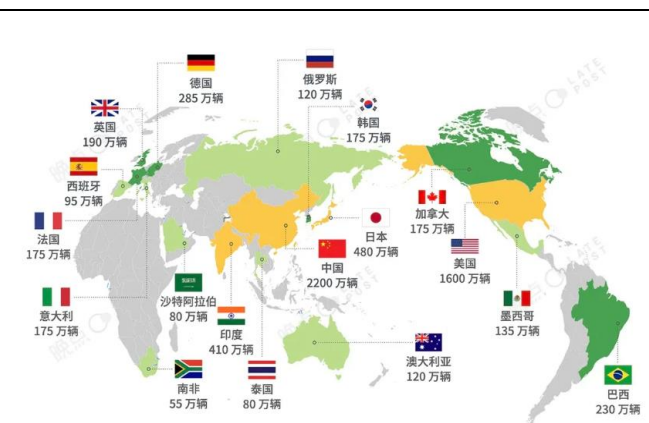 德国
285 万辆
俄罗斯
120 万辆
韩国
175 万辆
英国
190 万辆
西班牙
95 万辆
法国
175 万辆
意大利
175 万辆
沙特阿拉伯
80 万辆
印度
410 万辆
南非
55 万辆
泰国
80 万辆
中国
2200 万辆
日本
480 万辆
澳大利亚
120 万辆
加拿大
175 万辆
美国
1600 万辆
墨西哥
135 万辆
巴西
230 万辆
LATE
POST